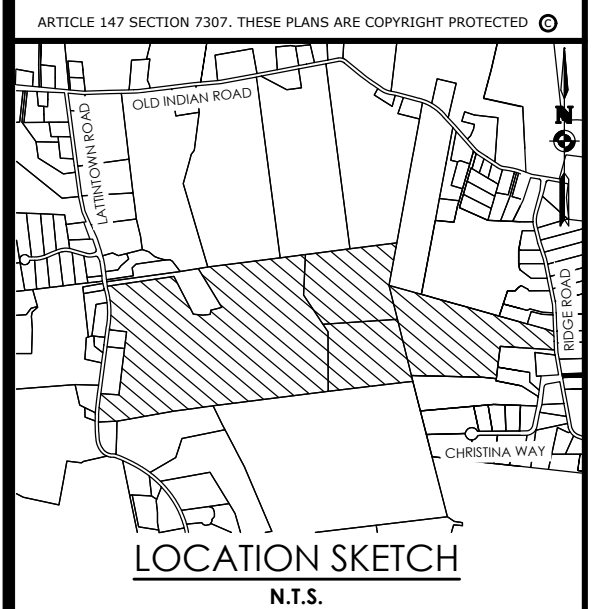 ARTICLE 147 SECTION 7307. THESE PLANS ARE COPYRIGHT PROTECTED ©
OLD INDIAN ROAD
LATTINTOWN ROAD
N
RIDGE ROAD
CHRISTINA WAY
LOCATION SKETCH
N.T.S.